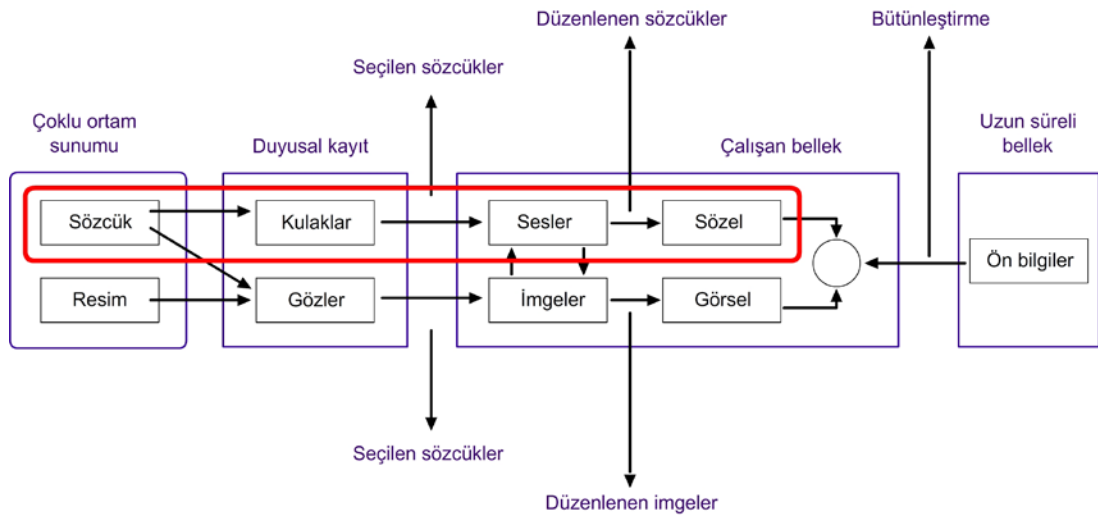 Düzenlenen sözcükler
Bütünleştirme
Seçilen sözcükler
Çoklu ortam
sunumu
Duyusal kayıt
Çalışan bellek
Uzun süreli
bellek
Sözcük
Kulaklar
Sesler
Sözel
Ön bilgiler
Resim
Gözler
İmgeler
Görsel
Seçilen sözcükler
Düzenlenen imgeler